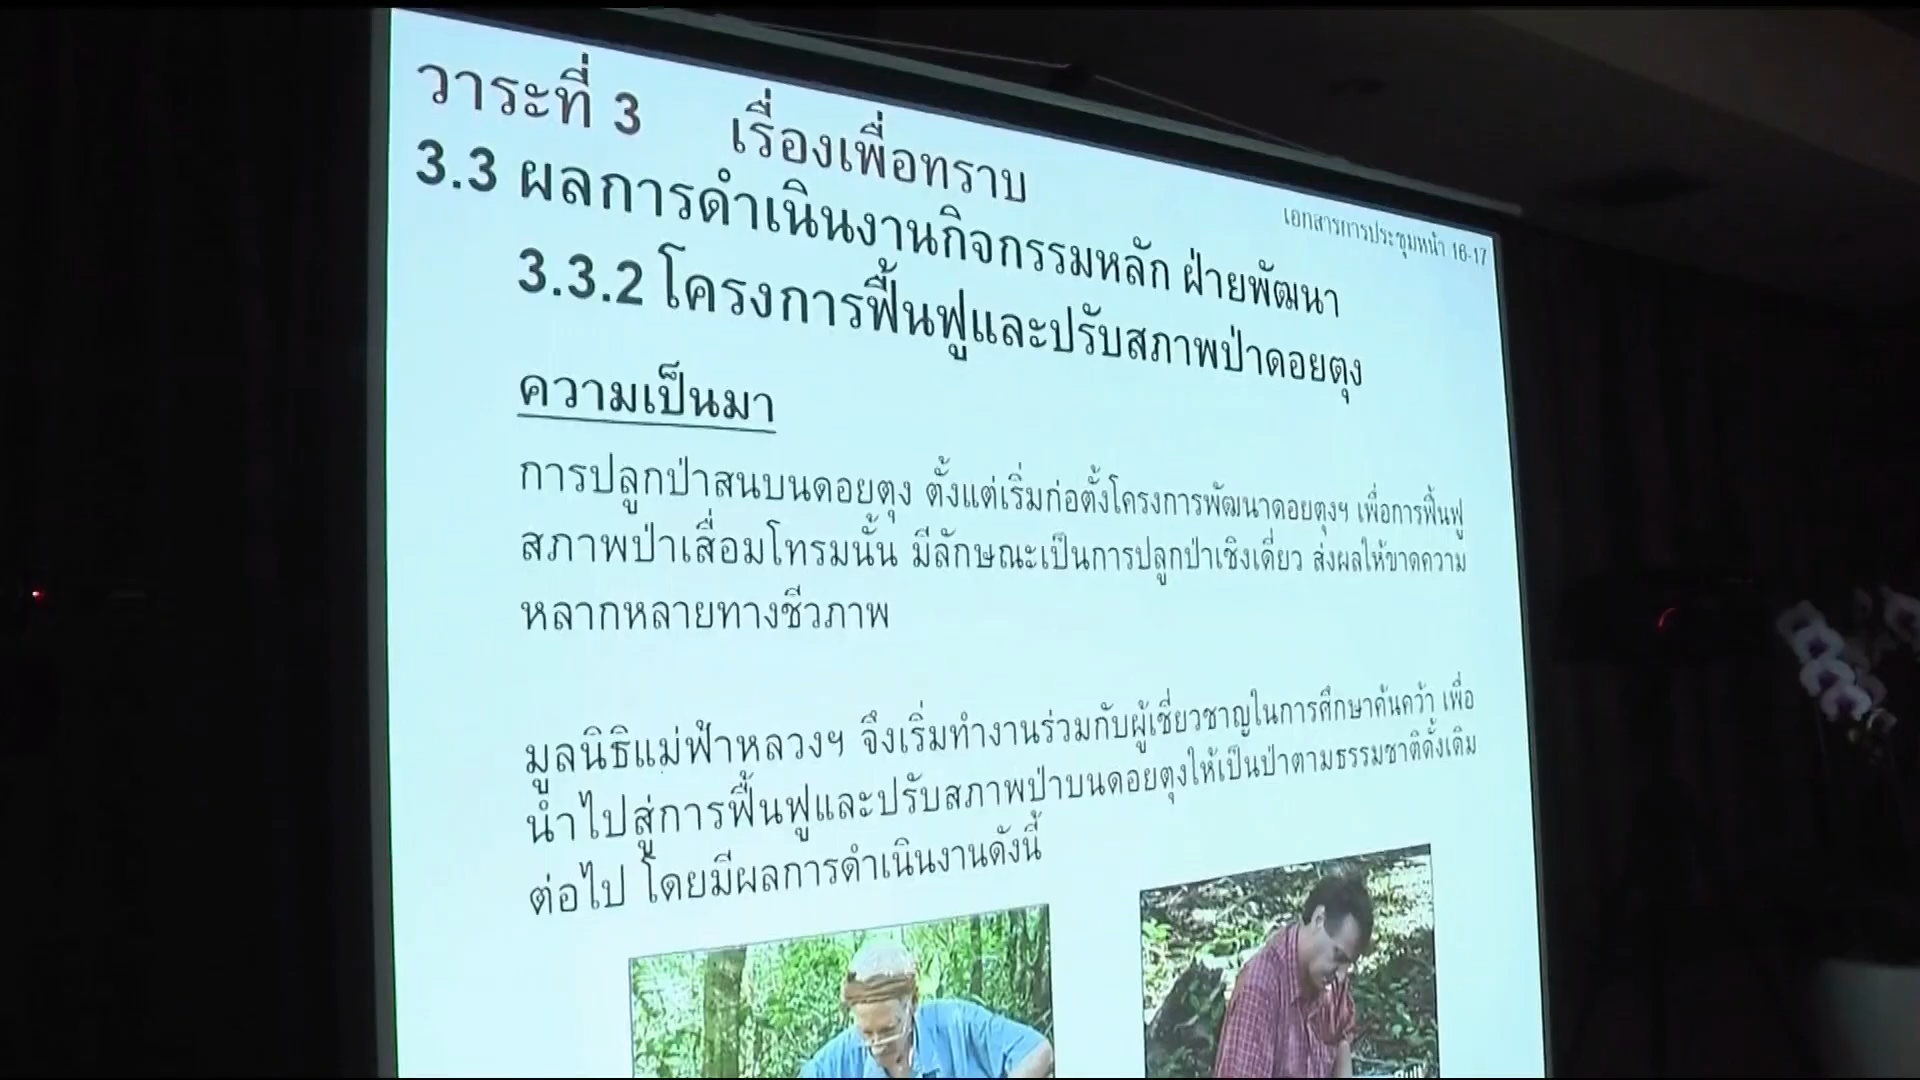 วาระที่ 3 เรื่องเพื่อทราบ
เอกสารการประชุมหน้า 16-17
3.3 ผลการดำเนินงานกิจกรรมหลัก ฝ่ายพัฒนา
3.3.2 โครงการฟื้นฟูและปรับสภาพป่าดอยตุง
ความเป็นมา
การปลูกป่าสนบนดอยตุง ตั้งแต่เริ่มก่อตั้งโครงการพัฒนาดอยตุงฯ เพื่อการฟื้นฟู
สภาพป่าเสื่อมโทรมนั้น มีลักษณะเป็นการปลูกป่าเชิงเดี่ยว ส่งผลให้ขาดความ
หลากหลายทางชีวภาพ
มูลนิธิแม่ฟ้าหลวงฯ จึงเริ่มทำงานร่วมกับผู้เชี่ยวชาญในการศึกษาค้นคว้า เพื่อ
นำไปสู่การฟื้นฟูและปรับสภาพป่าบนดอยตุงให้เป็นป่าตามธรรมชาติดั้งเดิม
ต่อไป โดยมีผลการดำเนินงานดังนี้